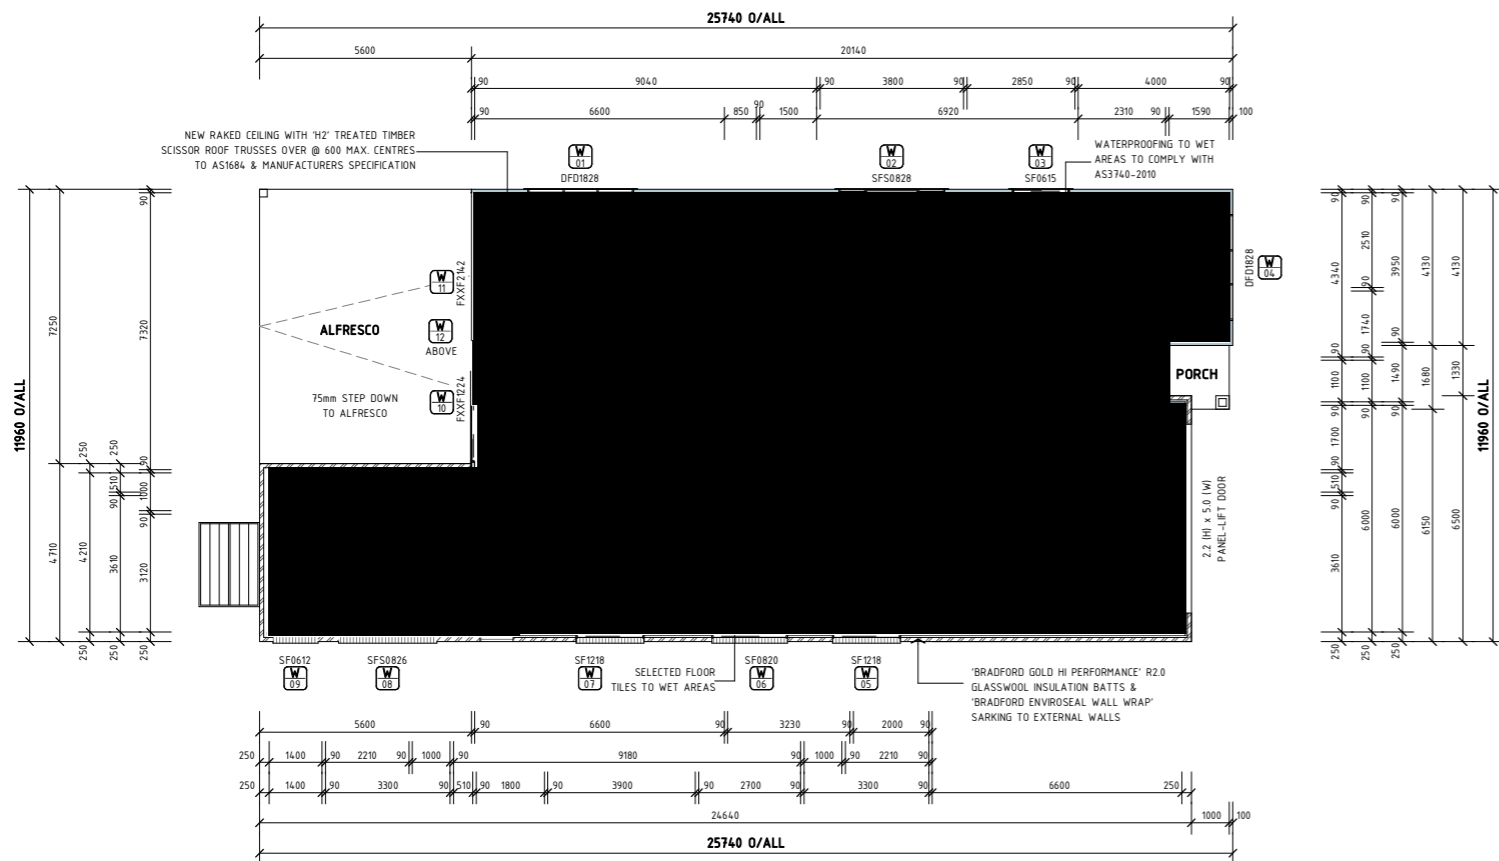 25740 O/ALL
5600
20140
90
9040
90
3800
90
2850
90
4000
90
90
6600
850
90
1500
6920
2310
90
1590
100
NEW RAKED CEILING WITH 'H2' TREATED TIMBER
SCISSOR ROOF TRUSSES OVER @ 600 MAX. CENTRES
TO AS1684 & MANUFACTURERS SPECIFICATION
W
01
DFD1828
W
02
SFS0828
W
03
SF0615
WATERPROOFING TO WET
AREAS TO COMPLY WITH
AS3740-2010
W
04
DFD1828
W
11
FXXF2142
ALFRESCO
W
12
ABOVE
W
10
FXXF1224
75mm STEP DOWN
TO ALFRESCO
PORCH
2.2 (H) x 5.0 (W)
PANEL-LIFT DOOR
11960 O/ALL
7250
4710
250
4210
250
250
90
510
3610
250
90
7320
90
1000
90
3120
250
90
4340
90
1100
90
1700
90
510
90
3610
250
90
2510
90
1740
90
1100
90
6000
250
90
3950
90
1490
90
6000
250
4130
1680
6150
4130
1330
6500
11960 O/ALL
SF0612
W
09
SFS0826
W
08
SF1218
W
07
SELECTED FLOOR
TILES TO WET AREAS
SF0820
W
06
SF1218
W
05
'BRADFORD GOLD HI PERFORMANCE' R2.0
GLASSWOOL INSULATION BATTS &
'BRADFORD ENVIROSEAL WALL WRAP'
SARKING TO EXTERNAL WALLS
5600
90
6600
90
3230
90
2000
90
250
1400
90
2210
90
1000
90
9180
90
1000
90
2210
90
250
1400
90
3300
90
510
90
1800
90
3900
90
2700
90
3300
90
6600
250
24640
1000
100
25740 O/ALL